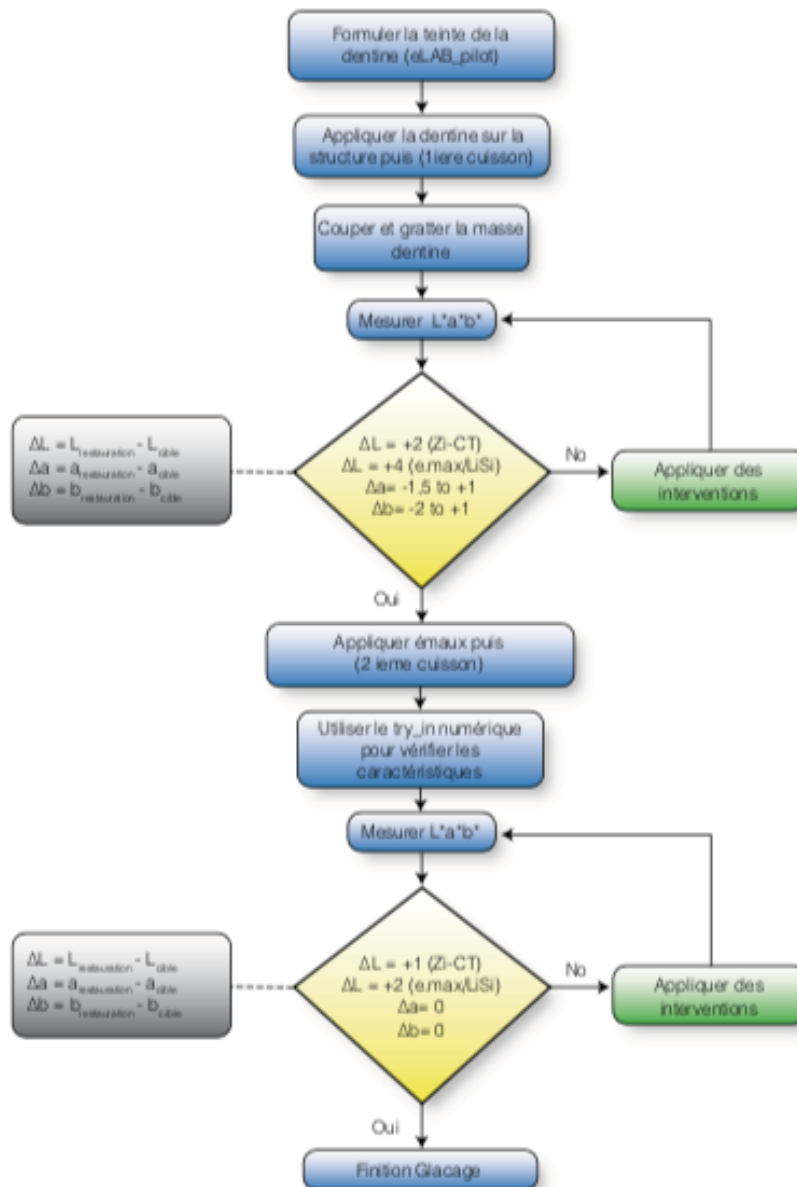 Formuler la teinte de la
dentine (eLAB_pilot)
Appliquer la dentine sur la
structure puis (1iere cuisson)
Couper et gratter la masse
dentine
Mesurer L*a*b*
ΔL = L restauration - L cible
Δa = a restauration - a cible
Δb = b restauration - b cible
ΔL = +2 (Zi-CT)
ΔL = +4 (e.max/LiSi)
Δa= -1,5 to +1
Δb= -2 to +1
No
Appliquer des
interventions
Oui
Appliquer émaux puis
(2 ieme cuisson)
Utiliser le try_in numérique
pour vérifier les
caractéristiques
Mesurer L*a*b*
ΔL = L restauration - L cible
Δa = a restauration - a cible
Δb = b restauration - b cible
ΔL = +1 (Zi-CT)
ΔL = +2 (e.max/LiSi)
Δa= 0
Δb= 0
No
Appliquer des
interventions
Oui
Finition Glacage